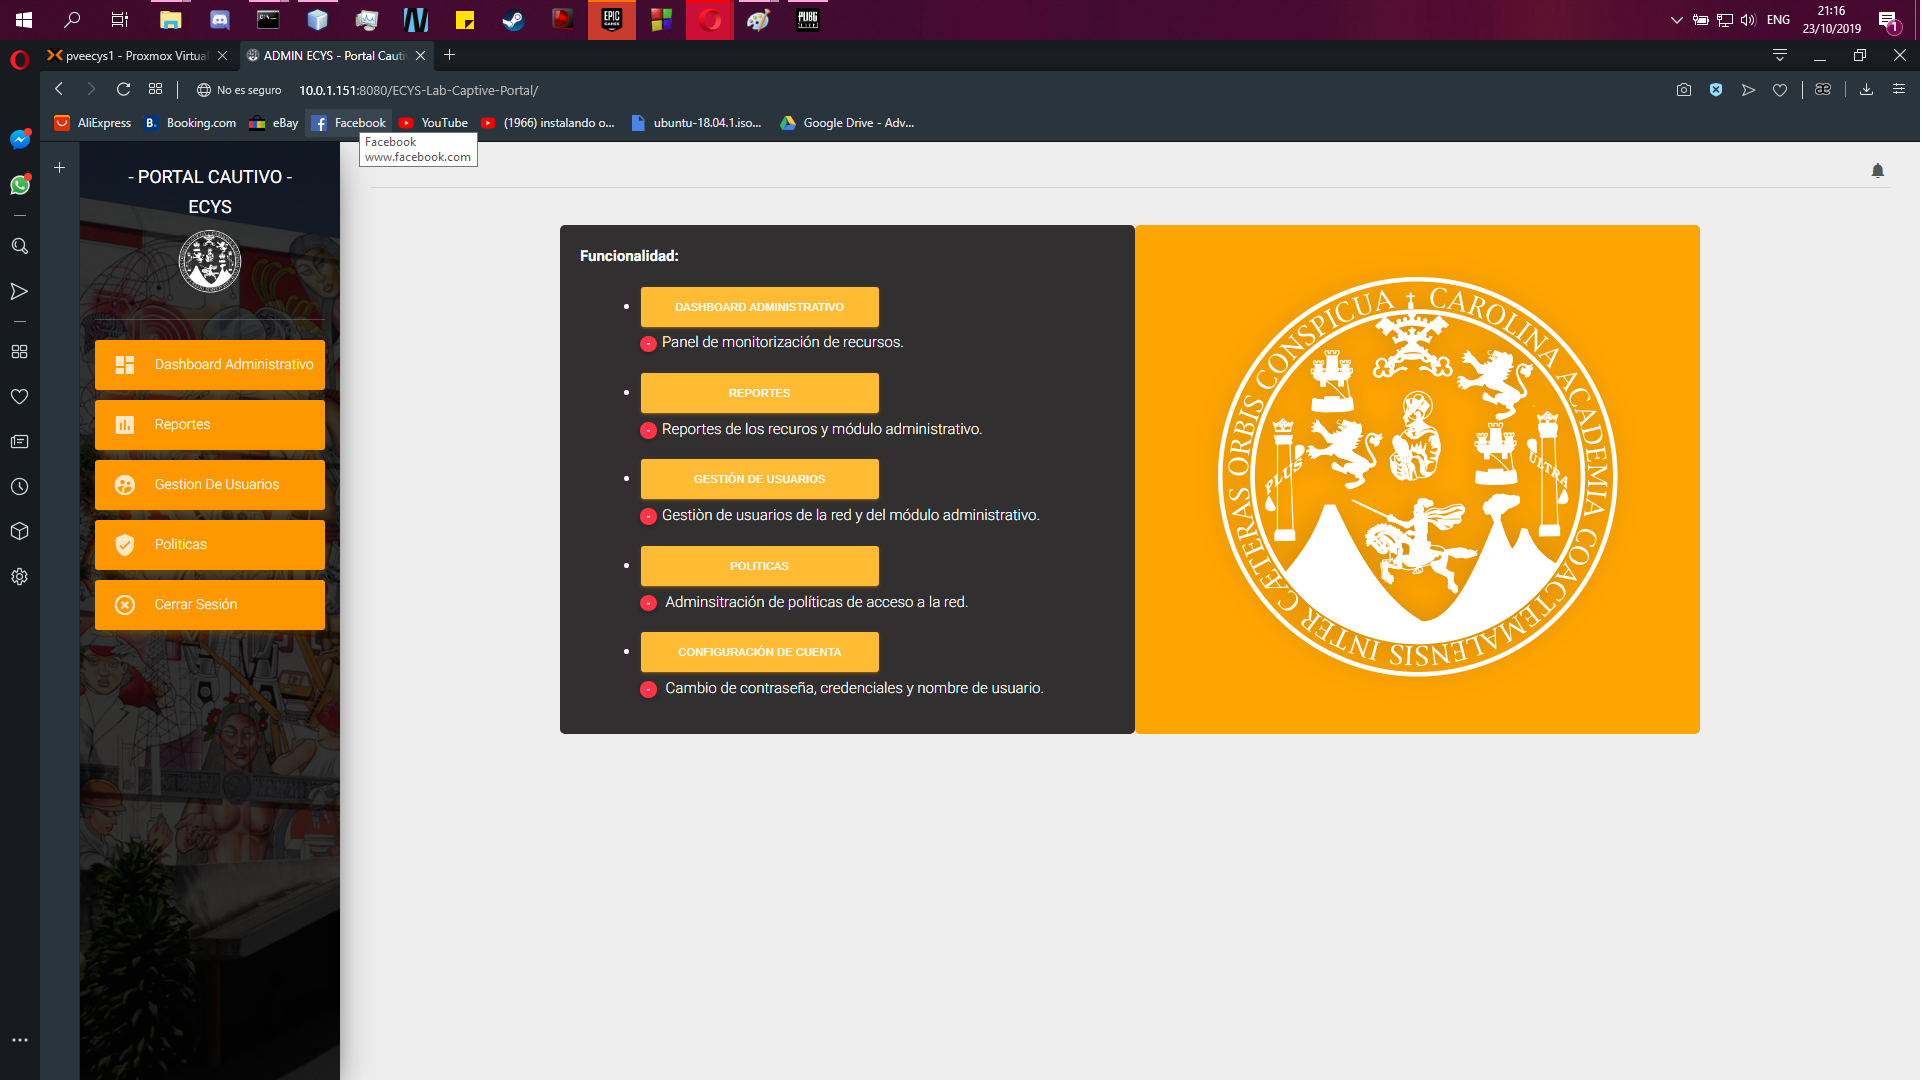 ENG
21:16
23/10/2019
1
pveecys1 - Proxmox Virtual
ADMIN ECYS - Portal Cauti
No es seguro
10.0.1.151:8080/ECYS-Lab-Captive-Portal/
AliExpress
Booking.com
eBay
Facebook
YouTube
(1966) instalando o...
ubuntu-18.04.1.iso...
Google Drive - Adv...
Facebook
www.facebook.com
- PORTAL CAUTIVO -
ECYS
Dashboard Administrativo
Reportes
Gestion De Usuarios
Politicas
Cerrar Sesión
Funcionalidad:
DASHBOARD ADMINISTRATIVO
- Panel de monitorización de recursos.
REPORTES
- Reportes de los recuros y módulo administrativo.
GESTIÓN DE USUARIOS
- Gestiòn de usuarios de la red y del módulo administrativo.
POLITICAS
- Adminsitración de políticas de acceso a la red.
CONFIGURACIÓN DE CUENTA
- Cambio de contraseña, credenciales y nombre de usuario.
CAROLINA ACADEMIA COACTEMALENSIS INTER CÆTERAS ORBIS CONSPICUA
PLUS
ULTRA
EPIC
GAMES
PUBG